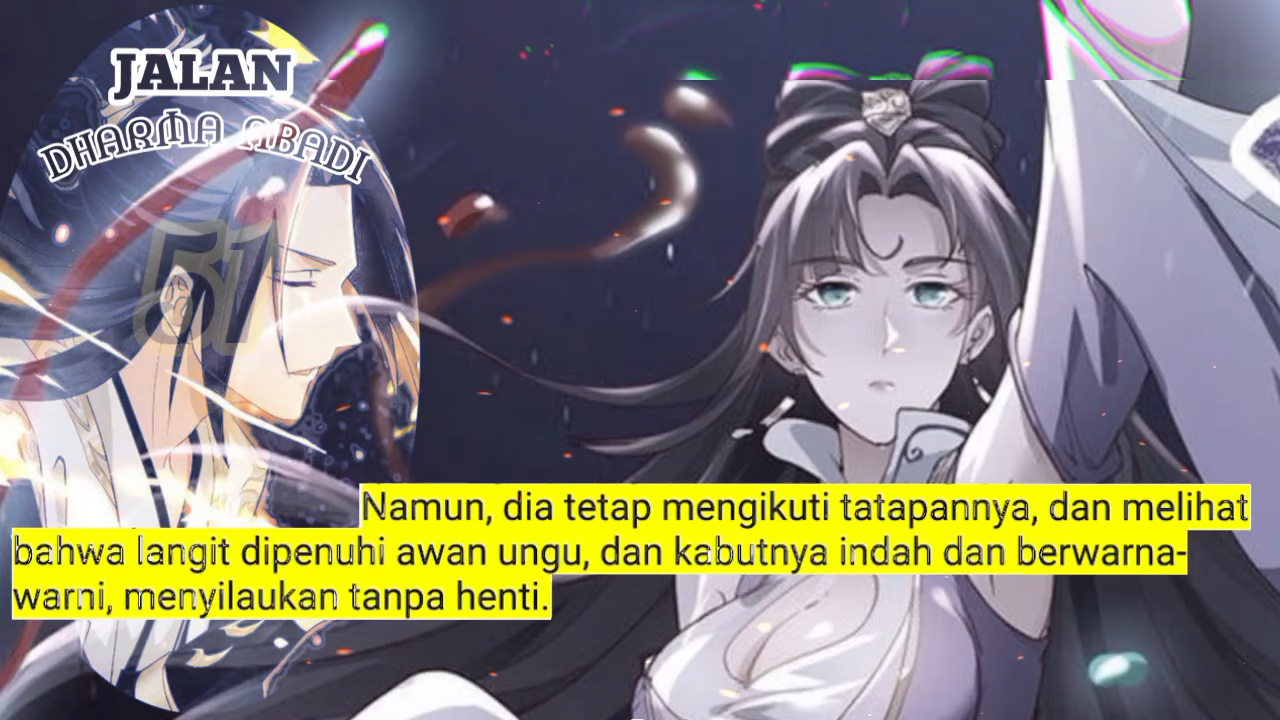 JALAN
DHARMA ABADI
51
Namun, dia tetap mengikuti tatapannya, dan melihat
bahwa langit dipenuhi awan ungu, dan kabutnya indah dan berwarna-
warni, menyilaukan tanpa henti.